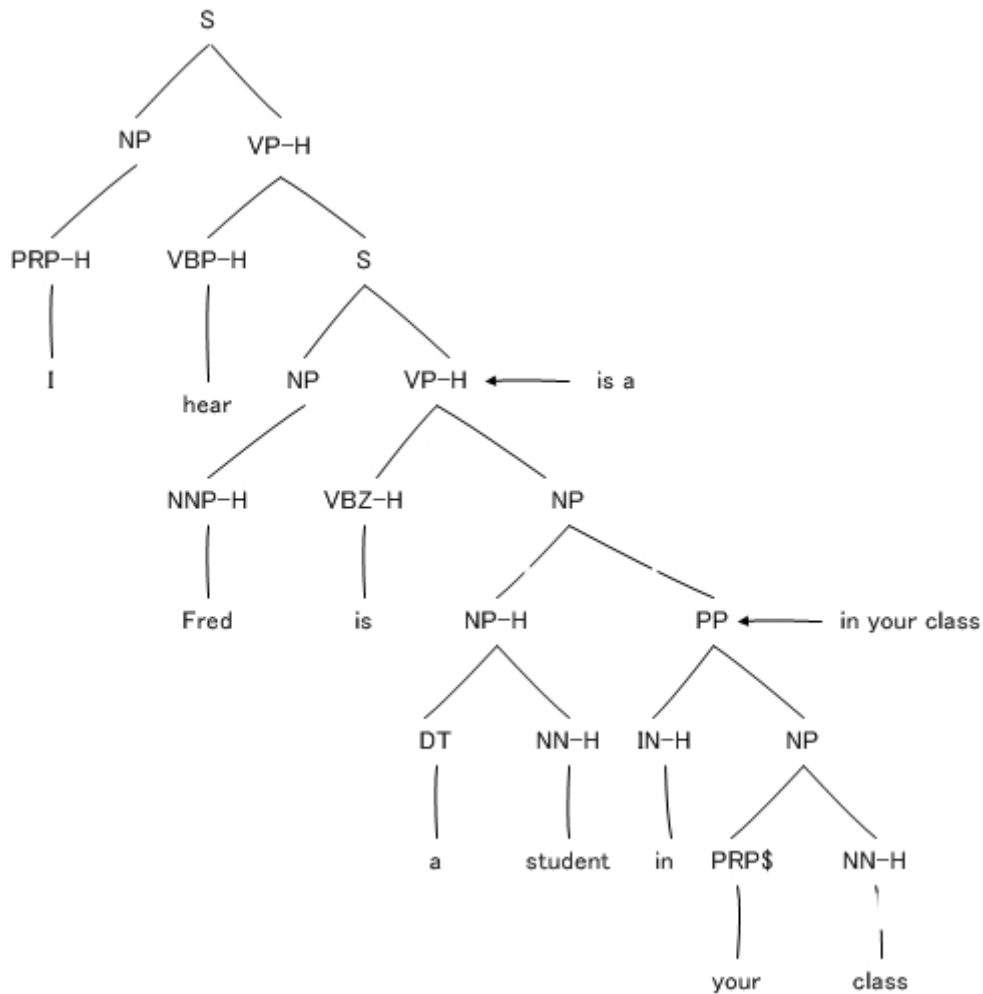 S
NP VP-H
PRP-H VBP-H S
I hear NP VP-H is a
NNP-H VBZ-H NP
Fred is NP-H PP in your class
DT NN-H IN-H NP
a student in PRP$ NN-H
your class